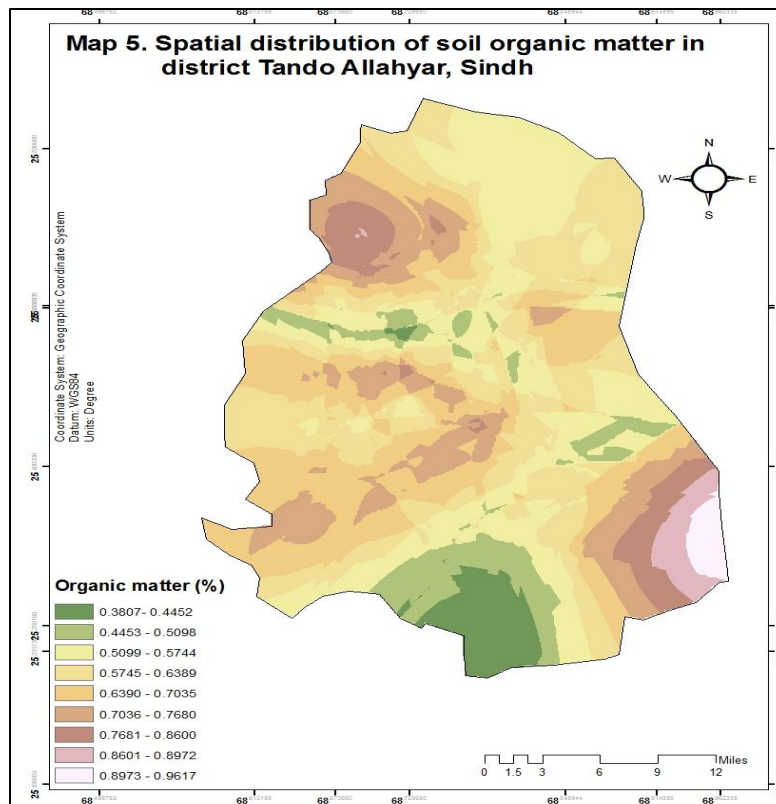 Map 5. Spatial distribution of soil organic matter in
district Tando Allahyar, Sindh
N
W E
S
Coordinate System: Geographic Coordinate System
Datum: WGS84
Units: Degree
Organic matter (%)
0.3807- 0.4452
0.4453 - 0.5098
0.5099 - 0.5744
0.5745 - 0.6389
0.6390 - 0.7035
0.7036 - 0.7680
0.7681 - 0.8600
0.8601 - 0.8972
0.8973 - 0.9617
Miles
0 1.5 3 6 9 12